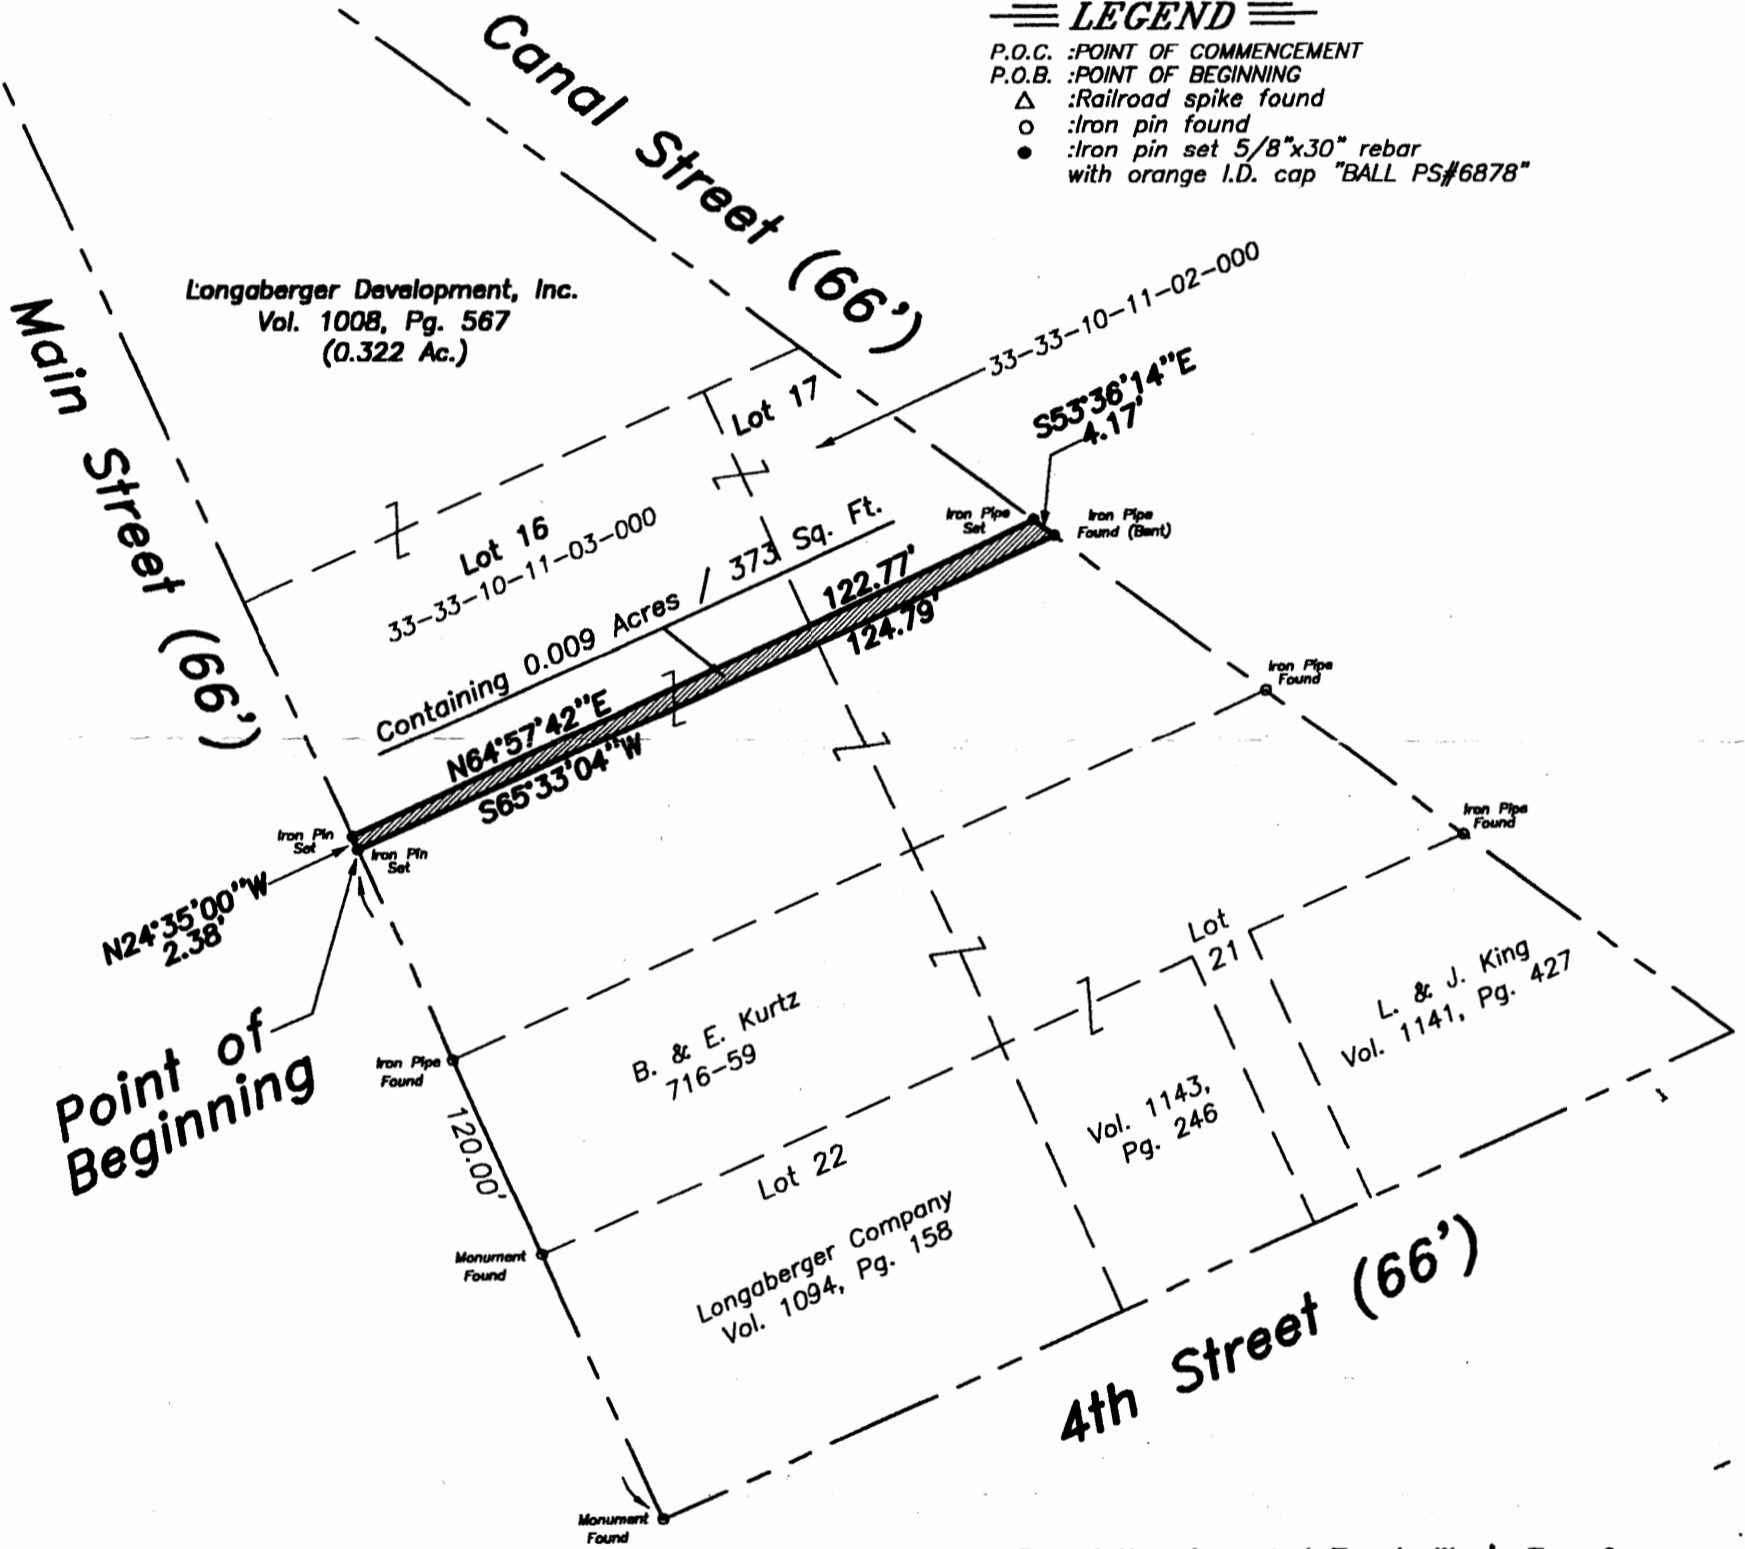 LEGEND
P.O.C. :POINT OF COMMENCEMENT
P.O.B. :POINT OF BEGINNING
△ :Railroad spike found
○ :Iron pin found
● :Iron pin set 5/8"x30" rebar
with orange I.D. cap "BALL PS#6878"
Canal Street (66')
Main Street (66')
Longaberger Development, Inc.
Vol. 1008, Pg. 567
(0.322 Ac.)
33-33-10-11-02-000
Lot 17
S53°36'14"E
4.17'
Lot 16
33-33-10-11-03-000
Containing 0.009 Acres / 373 Sq. Ft.
Iron Pipe
Set
Iron Pipe
Found (Bent)
122.77'
124.79'
N64°57'42"E
S65°33'04"W
Iron Pipe
Found
Iron Pin
Set
Iron Pin
Set
N24°35'00"W
2.38'
Iron Pipe
Found
Point of
Beginning
Lot
21
L. & J. King
Vol. 1141, Pg. 427
B. & E. Kurtz
716-59
Iron Pipe
Found
120.00'
Vol. 1143,
Pg. 246
Lot 22
Longaberger Company
Vol. 1094, Pg. 158
Monument
Found
4th Street (66')
Monument
Found